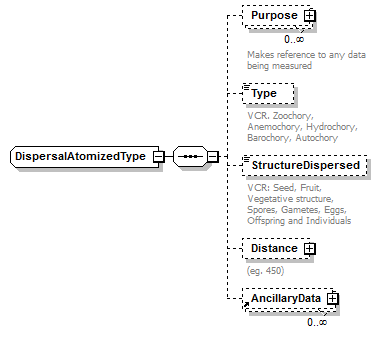 Purpose
0..∞
Makes reference to any data
being measured
Type
VCR. Zoochory,
Anemochory, Hydrochory,
Barochory, Autochory
DispersalAtomizedType
StructureDispersed
VCR: Seed, Fruit,
Vegetative structure,
Spores, Gametes, Eggs,
Offspring and Individuals
Distance
(eg. 450)
AncillaryData
0..∞